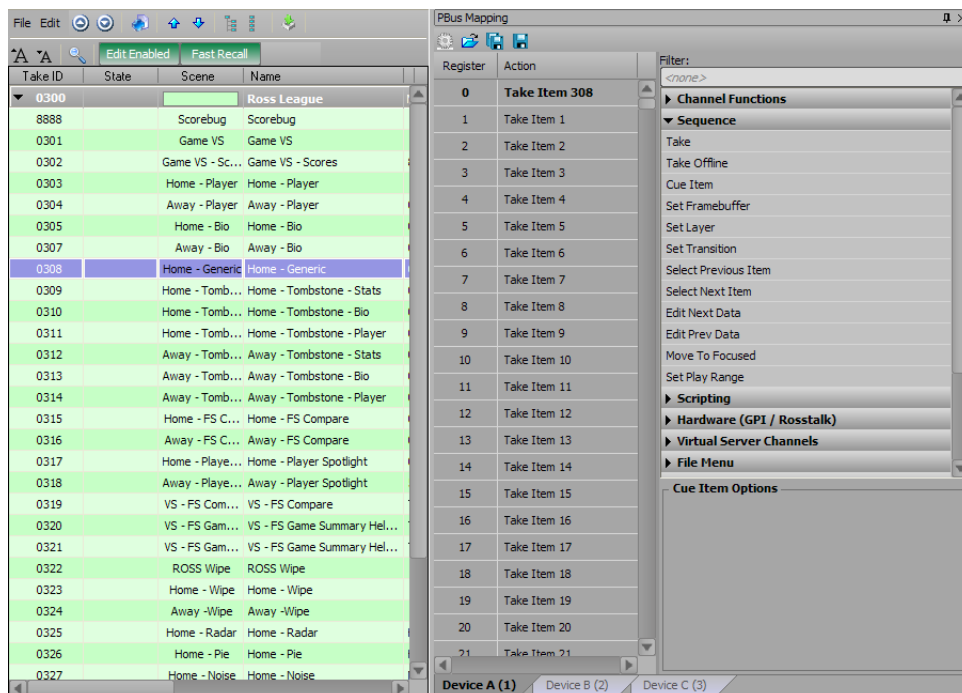 File Edit
Edit Enabled Fast Recall
Take ID State Scene Name
0300 Ross League
8888 Scorebug Scorebug
0301 Game VS Game VS
0302 Game VS - Sc... Game VS - Scores
0303 Home - Player Home - Player
0304 Away - Player Away - Player
0305 Home - Bio Home - Bio
0307 Away - Bio Away - Bio
0308 Home - Generic Home - Generic
0309 Home - Tomb... Home - Tombstone - Stats
0310 Home - Tomb... Home - Tombstone - Bio
0311 Home - Tomb... Home - Tombstone - Player
0312 Away - Tomb... Away - Tombstone - Stats
0313 Away - Tomb... Away - Tombstone - Bio
0314 Away - Tomb... Away - Tombstone - Player
0315 Home - FS C... Home - FS Compare
0316 Away - FS C... Away - FS Compare
0317 Home - Playe... Home - Player Spotlight
0318 Away - Playe... Away - Player Spotlight
0319 VS - FS Com... VS - FS Compare
0320 VS - FS Gam... VS - FS Game Summary Hel...
0321 VS - FS Gam... VS - FS Game Summary Hel...
0322 ROSS Wipe ROSS Wipe
0323 Home - Wipe Home - Wipe
0324 Away -Wipe Away -Wipe
0325 Home - Radar Home - Radar
0326 Home - Pie Home - Pie
0327 Home - Noise Home - Noise
PBus Mapping
Register Action
0 Take Item 308
1 Take Item 1
2 Take Item 2
3 Take Item 3
4 Take Item 4
5 Take Item 5
6 Take Item 6
7 Take Item 7
8 Take Item 8
9 Take Item 9
10 Take Item 10
11 Take Item 11
12 Take Item 12
13 Take Item 13
14 Take Item 14
15 Take Item 15
16 Take Item 16
17 Take Item 17
18 Take Item 18
19 Take Item 19
20 Take Item 20
21 Take Item 21
Device A (1) Device B (2) Device C (3)
Filter:
<none>
Channel Functions
Sequence
Take
Take Offline
Cue Item
Set Framebuffer
Set Layer
Set Transition
Select Previous Item
Select Next Item
Edit Next Data
Edit Prev Data
Move To Focused
Set Play Range
Scripting
Hardware (GPI / Rosstalk)
Virtual Server Channels
File Menu
Cue Item Options